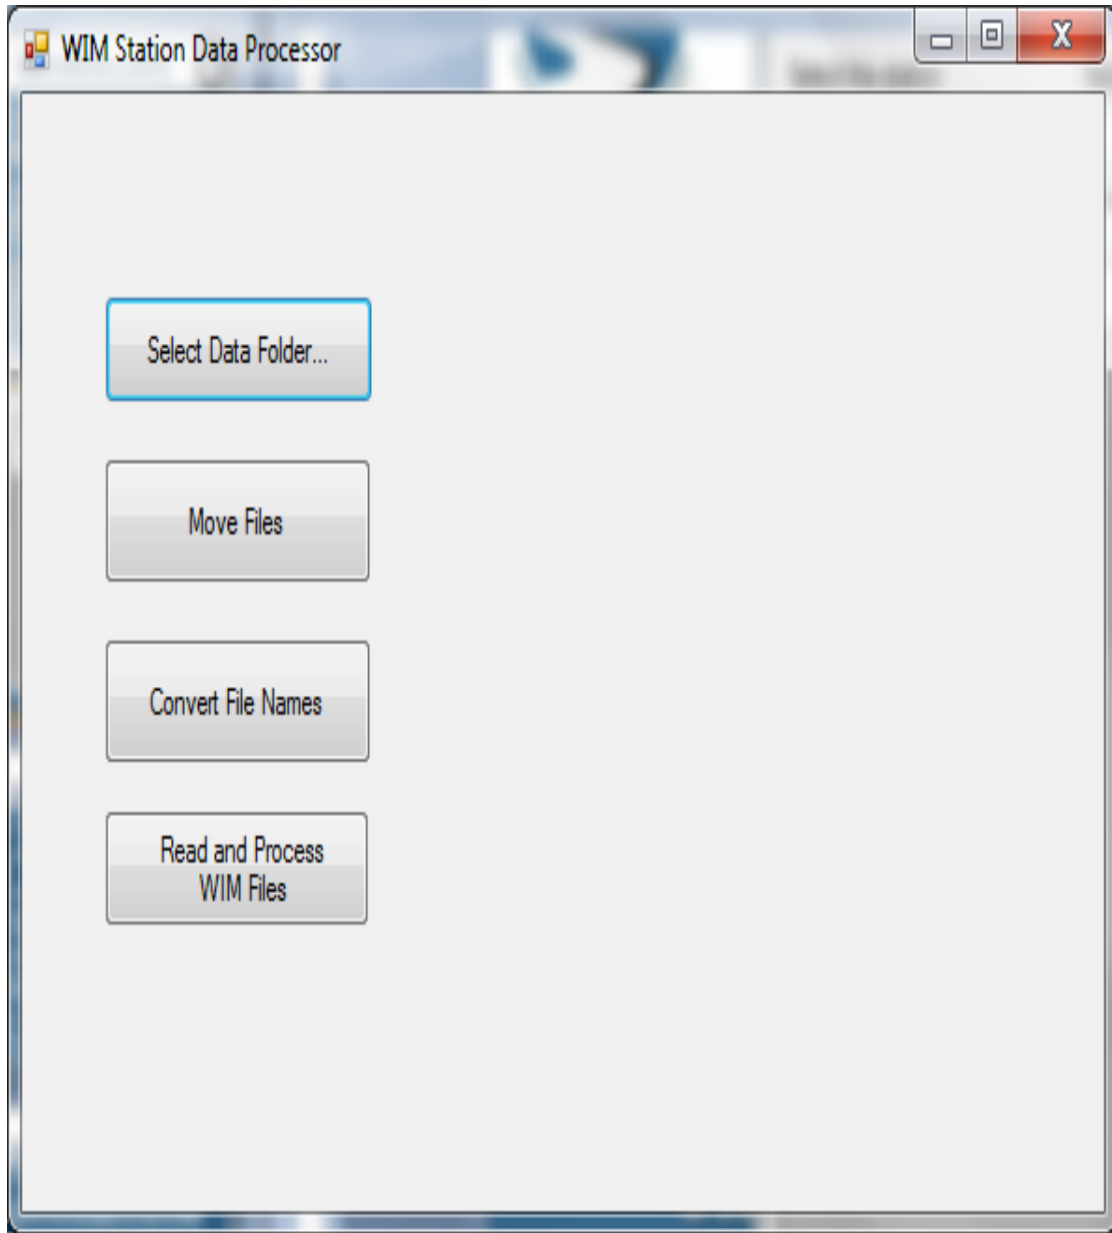 WIM Station Data Processor
Select Data Folder...
Move Files
Convert File Names
Read and Process
WIM Files